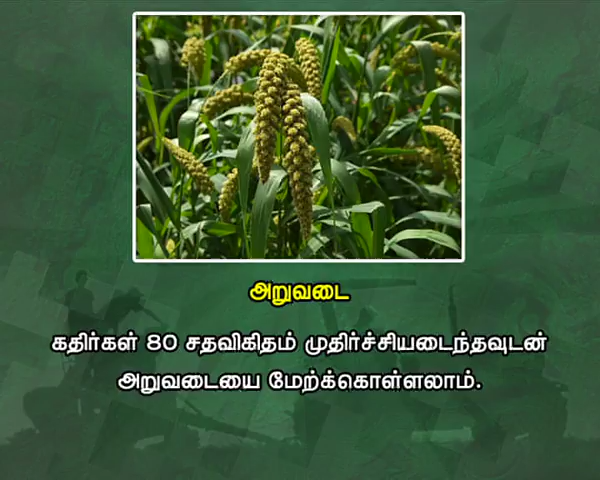 அறுவடை
கதிர்கள் 80 சதவிகிதம் முதிர்ச்சியடைந்தவுடன்
அறுவடையை மேற்க்கொள்ளலாம்.